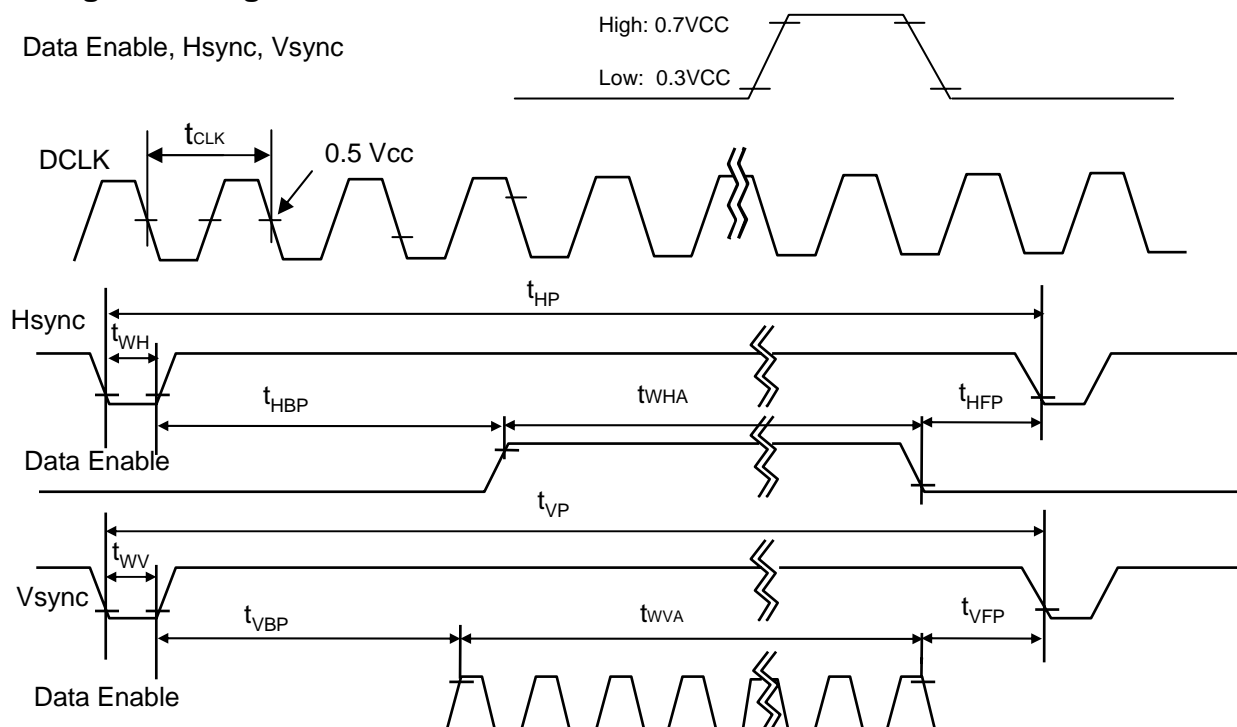 Data Enable, Hsync, Vsync
High: 0.7VCC
Low: 0.3VCC
tCLK
DCLK
0.5 Vcc
tHP
Hsync
tWH
tHBP
tWHA
tHFP
Data Enable
tVP
tWV
Vsync
tVBP
tWVA
tVFP
Data Enable